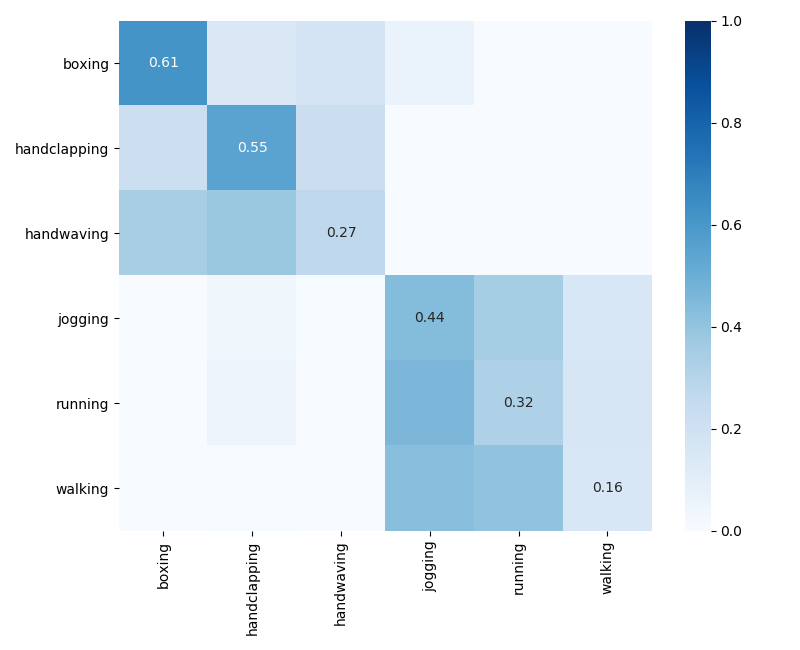 boxing
handclapping
handwaving
jogging
running
walking
0.61
0.55
0.27
0.44
0.32
0.16
boxing
handclapping
handwaving
jogging
running
walking
1.0
0.8
0.6
0.4
0.2
0.0